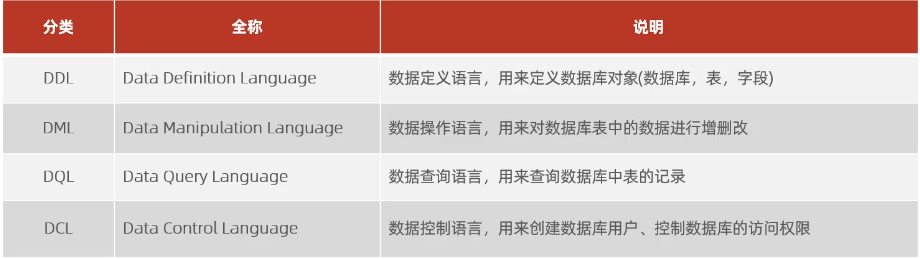 分类 全称 说明
DDL Data Definition Language 数据定义语言，用来定义数据库对象(数据库，表，字段)
DML Data Manipulation Language 数据操作语言，用来对数据库表中的数据进行增删改
DQL Data Query Language 数据查询语言，用来查询数据库中表的记录
DCL Data Control Language 数据控制语言，用来创建数据库用户、控制数据库的访问权限